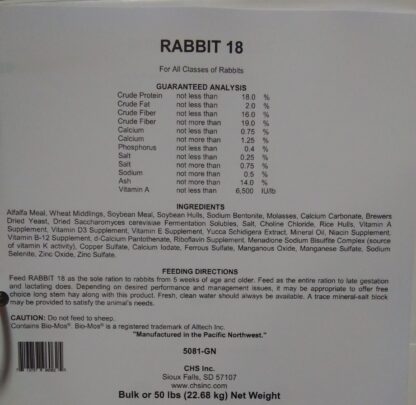 RABBIT 18
For All Classes of Rabbits
GUARANTEED ANALYSIS
Crude Protein not less than 18.0 %
Crude Fat not less than 2.0 %
Crude Fiber not less than 16.0 %
Crude Fiber not more than 19.0 %
Calcium not less than 0.75 %
Calcium not more than 1.25 %
Phosphorus not less than 0.4 %
Salt not less than 0.25 %
Salt not more than 0.75 %
Sodium not more than 0.5 %
Ash not more than 14.0 %
Vitamin A not less than 6,500 IU/lb
INGREDIENTS
Alfalfa Meal, Wheat Middlings, Soybean Meal, Soybean Hulls, Sodium Bentonite, Molasses, Calcium Carbonate, Brewers
Dried Yeast, Dried Saccharomyces cerevisiae Fermentation Solubles, Salt, Choline Chloride, Rice Hulls, Vitamin A
Supplement, Vitamin D3 Supplement, Vitamin E Supplement, Yucca Schidigera Extract, Mineral Oil, Niacin Supplement,
Vitamin B-12 Supplement, d-Calcium Pantothenate, Riboflavin Supplement, Menadione Sodium Bisulfite Complex (source
of vitamin K activity), Copper Sulfate, Calcium Iodate, Ferrous Sulfate, Manganous Oxide, Manganese Sulfate, Sodium
Selenite, Zinc Oxide, Zinc Sulfate.
FEEDING DIRECTIONS
Feed RABBIT 18 as the sole ration to rabbits from 5 weeks of age and older. Feed as the entire ration to late gestation
and lactating does. Depending on desired performance and management issues, it may be appropriate to offer free
choice long stem hay along with this product. Fresh, clean water should always be available. A trace mineral-salt block
may be provided to satisfy the animal's needs.
CAUTION: Do not feed to sheep.
Contains Bio-Mos® Bio-Mos® is a registered trademark of Alltech Inc.
"Manufactured in the Pacific Northwest."
5081-GN
CHS Inc.
Sioux Falls, SD 57107
www.chsinc.com
Bulk or 50 lbs (22.68 kg) Net Weight